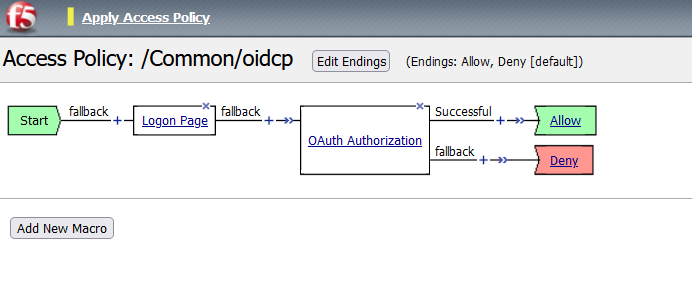 f5 Apply Access Policy
Access Policy: /Common/oidcp Edit Endings (Endings: Allow, Deny [default])
Start fallback + Logon Page × fallback + OAuth Authorization × Successful + Allow
fallback + Deny
Add New Macro